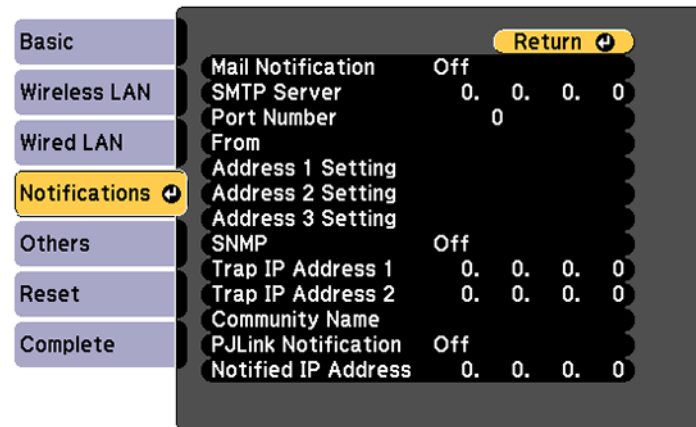 Basic
Wireless LAN
Wired LAN
Notifications
Others
Reset
Complete
Return
Mail Notification Off
SMTP Server 0. 0. 0. 0
Port Number 0
From
Address 1 Setting
Address 2 Setting
Address 3 Setting
SNMP Off
Trap IP Address 1 0. 0. 0. 0
Trap IP Address 2 0. 0. 0. 0
Community Name
PJLink Notification Off
Notified IP Address 0. 0. 0. 0